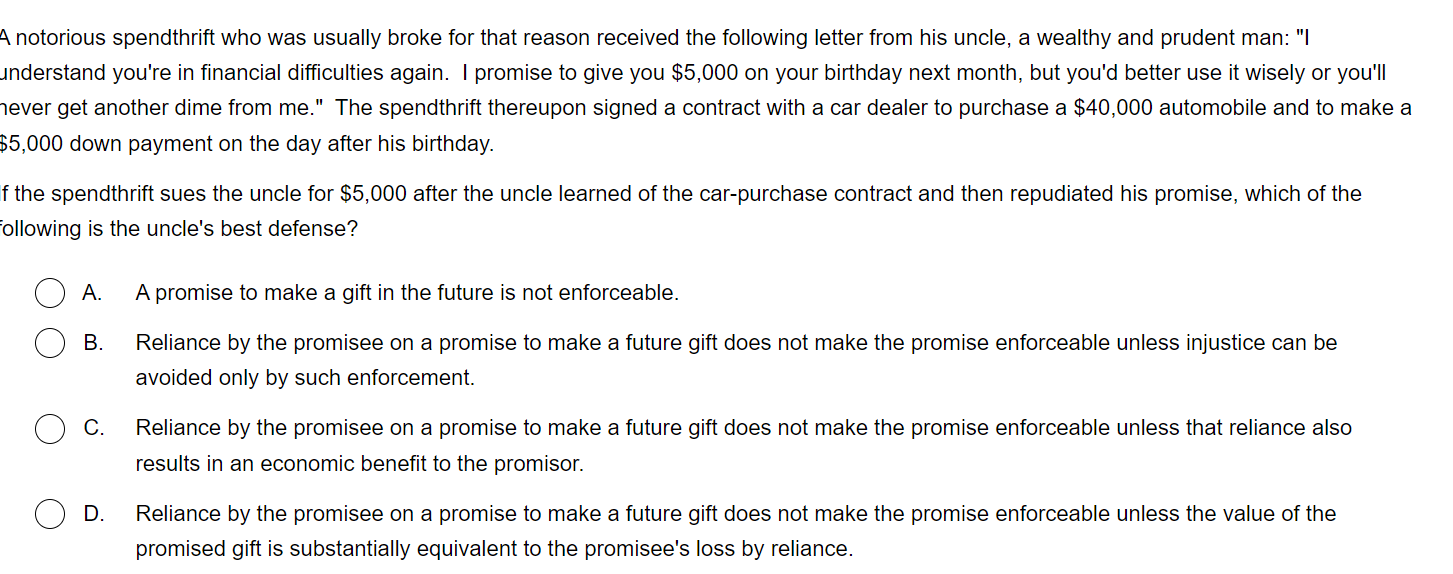 A notorious spendthrift who was usually broke for that reason received the following letter from his uncle, a wealthy and prudent man: "I
understand you're in financial difficulties again.  I promise to give you $5,000 on your birthday next month, but you'd better use it wisely or you'll
never get another dime from me."  The spendthrift thereupon signed a contract with a car dealer to purchase a $40,000 automobile and to make a
$5,000 down payment on the day after his birthday.
If the spendthrift sues the uncle for $5,000 after the uncle learned of the car-purchase contract and then repudiated his promise, which of the
following is the uncle's best defense?
A. A promise to make a gift in the future is not enforceable.
B. Reliance by the promisee on a promise to make a future gift does not make the promise enforceable unless injustice can be
avoided only by such enforcement.
C. Reliance by the promisee on a promise to make a future gift does not make the promise enforceable unless that reliance also
results in an economic benefit to the promisor.
D. Reliance by the promisee on a promise to make a future gift does not make the promise enforceable unless the value of the
promised gift is substantially equivalent to the promisee's loss by reliance.